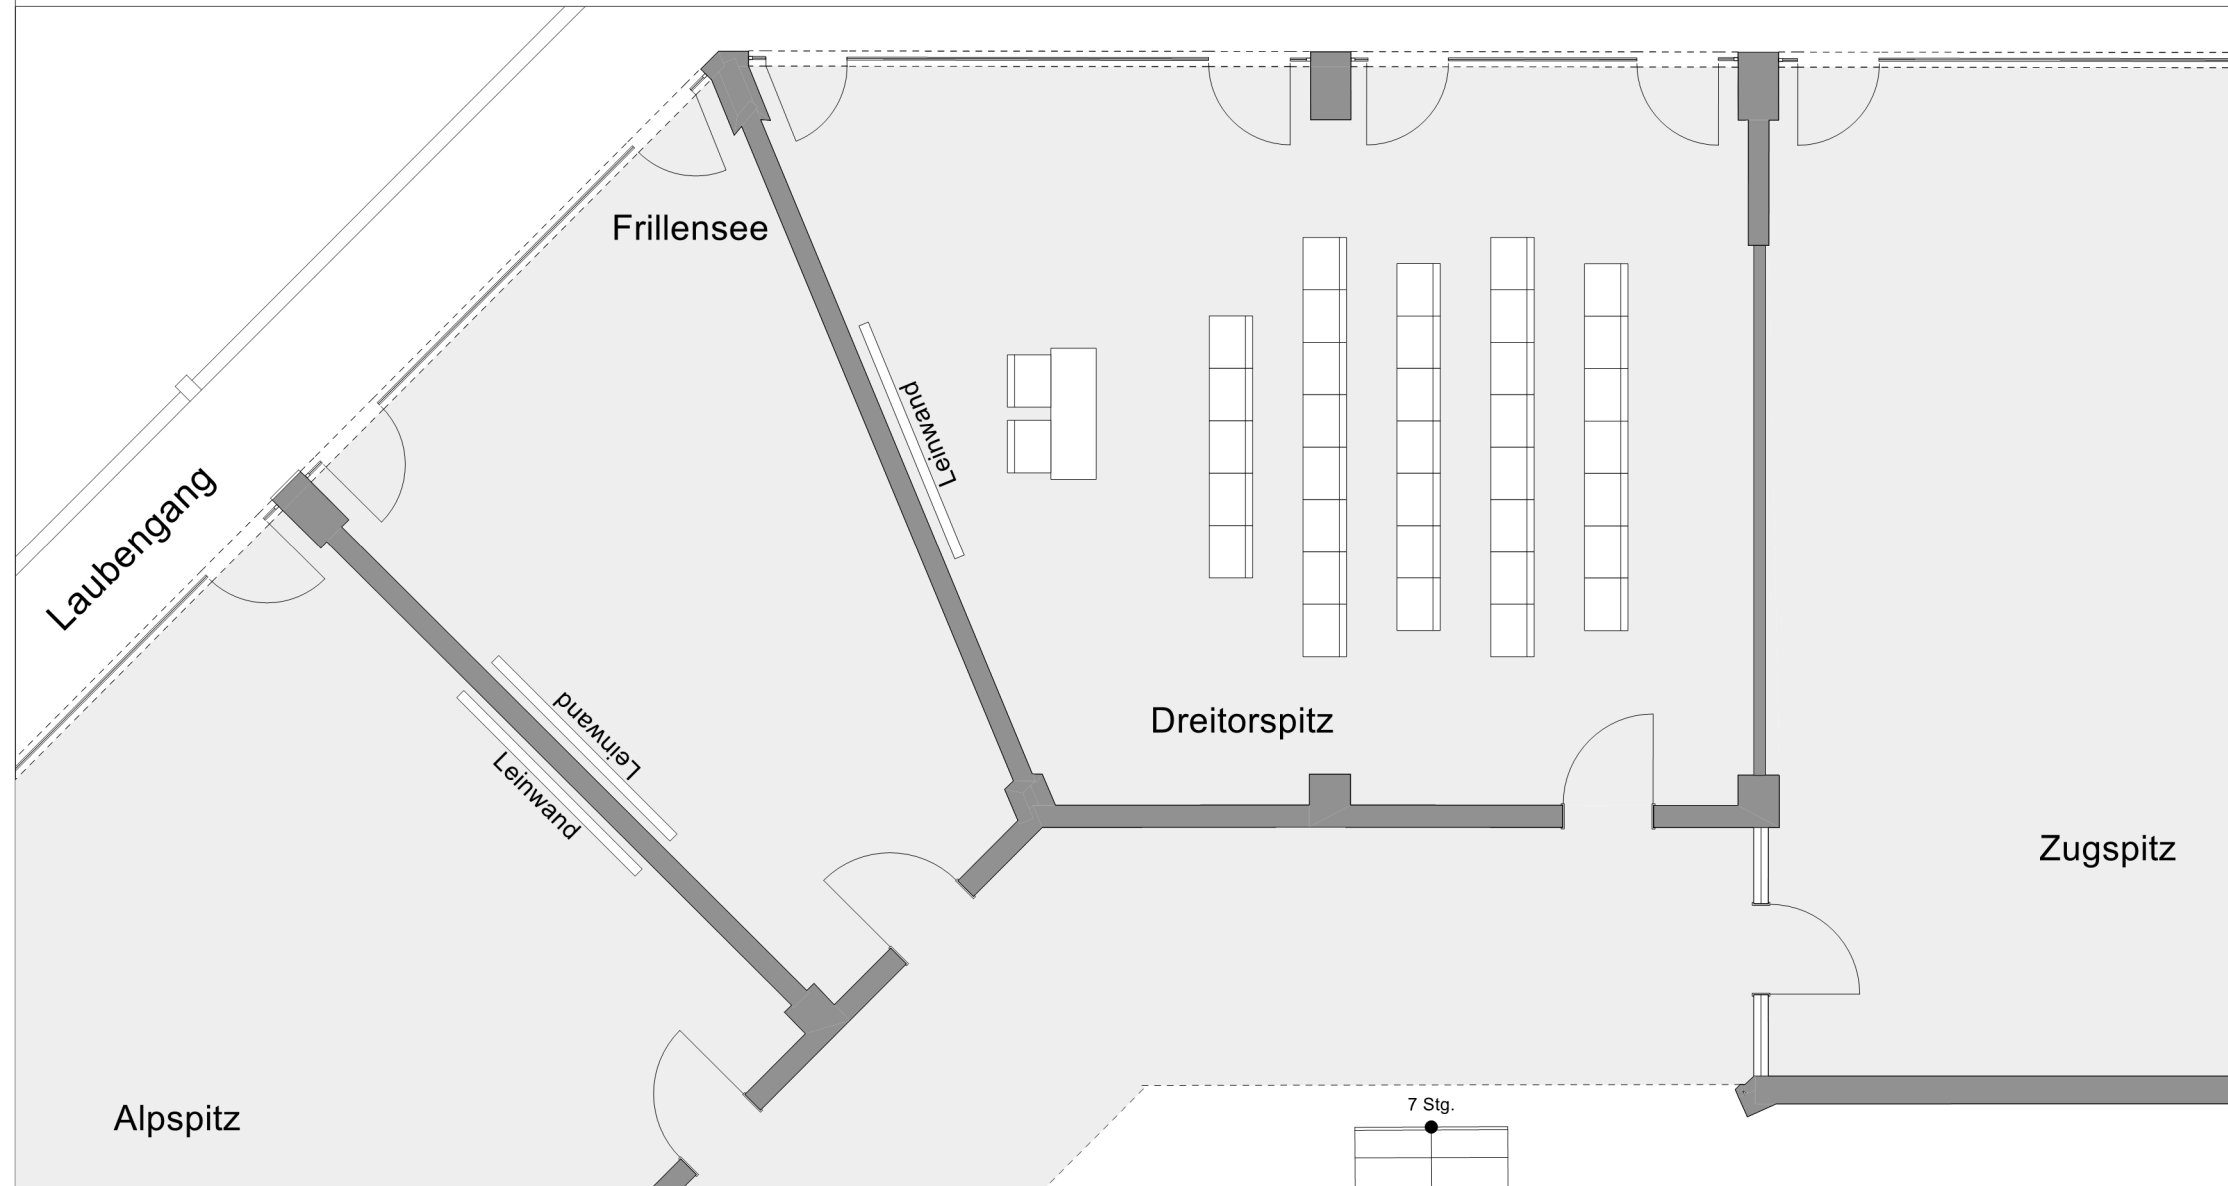 Frillensee
Leinwand
Laubengang
Leinwand
Leinwand
Dreitorspitz
Zugspitz
Alpspitz
7 Stg.